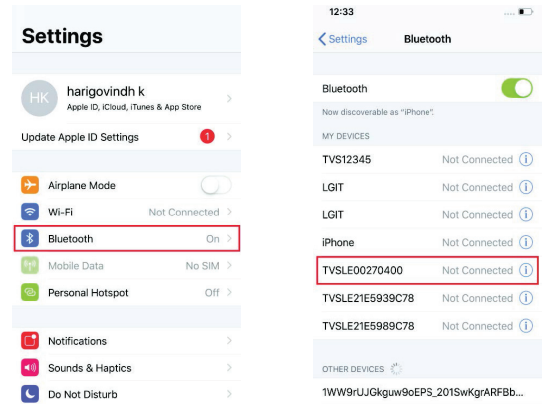 Settings
HK
harigovindh k
Apple ID, iCloud, iTunes & App Store
Update Apple ID Settings 1
Airplane Mode
Wi-Fi Not Connected
Bluetooth On
Mobile Data No SIM
Personal Hotspot Off
Notifications
Sounds & Haptics
Do Not Disturb
12:33
Settings Bluetooth
Bluetooth
Now discoverable as “iPhone”.
MY DEVICES
TVS12345 Not Connected
LGIT Not Connected
LGIT Not Connected
iPhone Not Connected
TVSLE00270400 Not Connected
TVSLE21E5939C78 Not Connected
TVSLE21E5989C78 Not Connected
OTHER DEVICES
1WW9rUJGkguw9oEPS_201SwKgrARFBb...